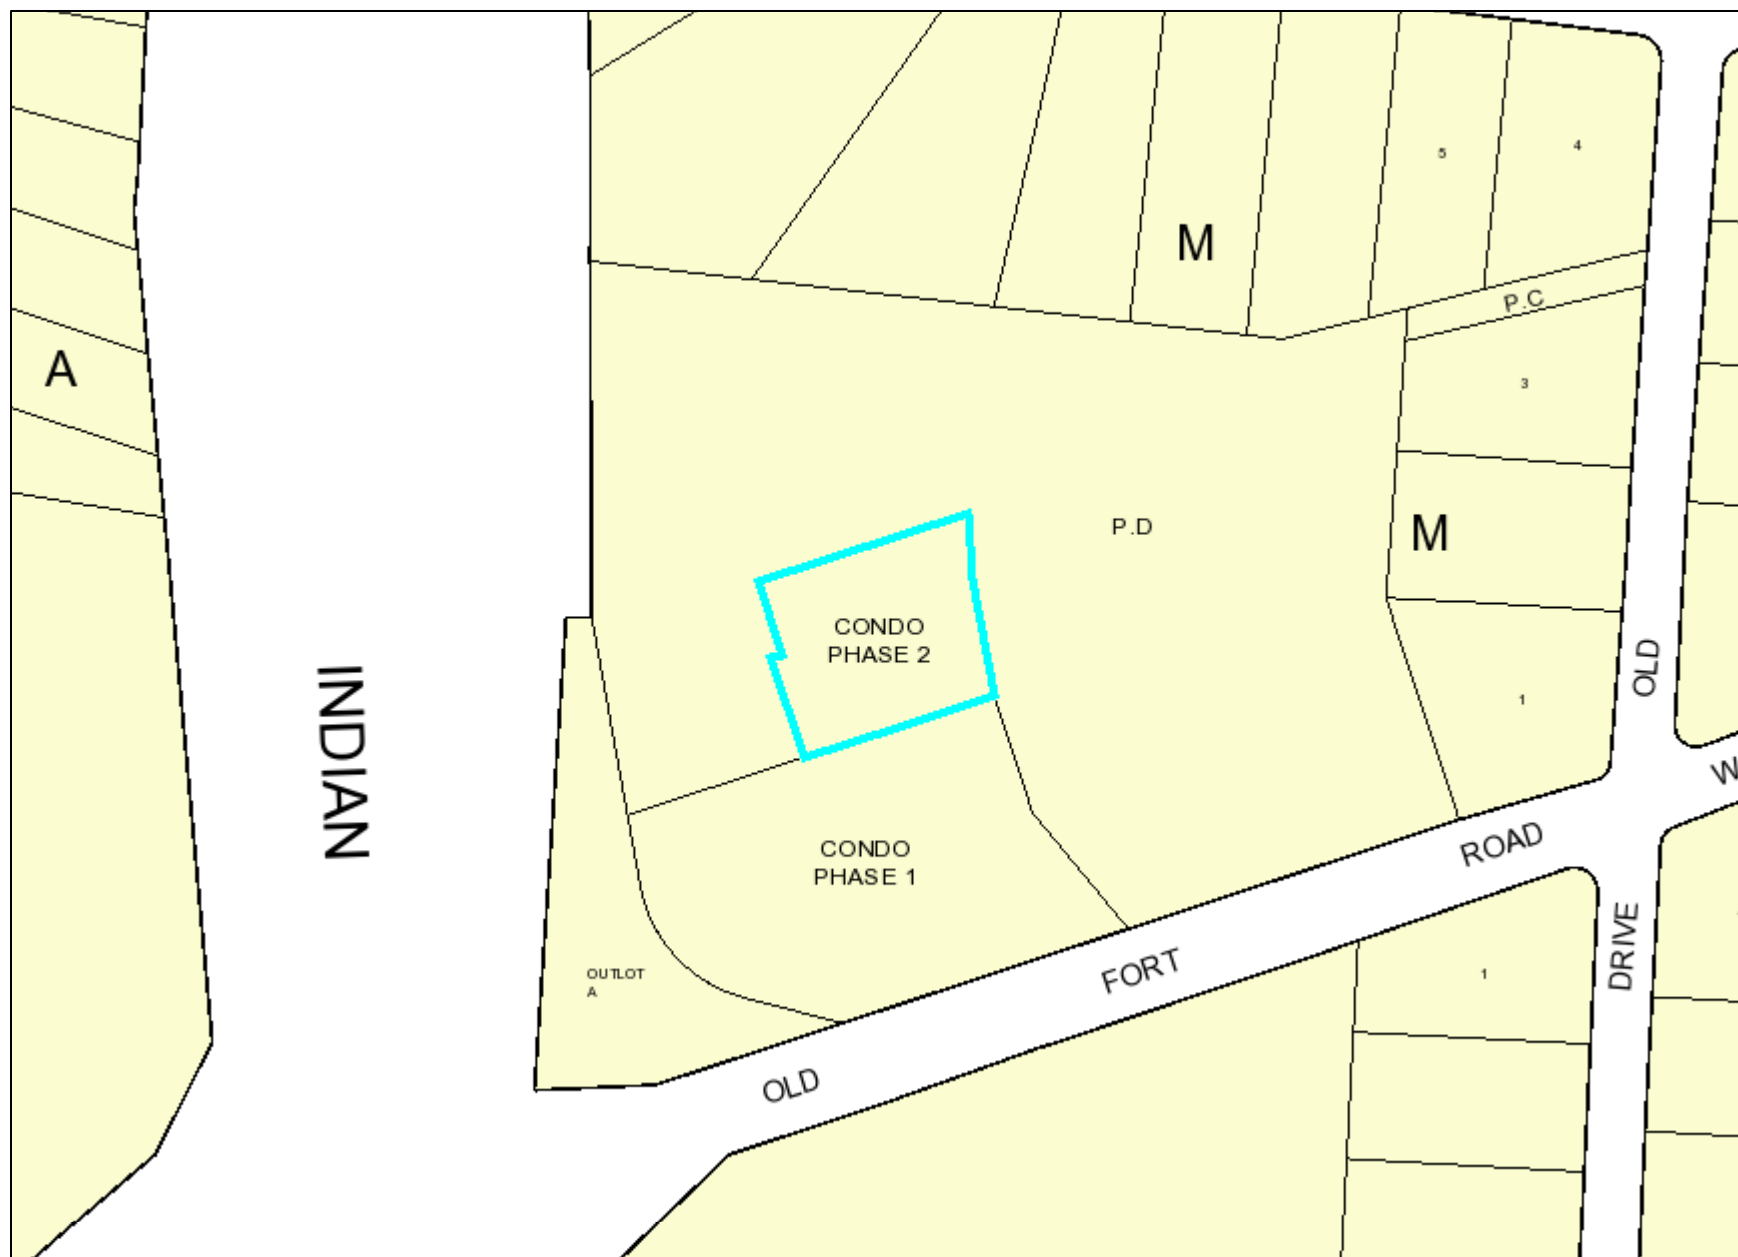 5
4
M
P.C
A
3
P.D
M
CONDO
PHASE 2
INDIAN
OLD
1
W
CONDO
PHASE 1
ROAD
FORT
DRIVE
OUTLOT
A
1
OLD